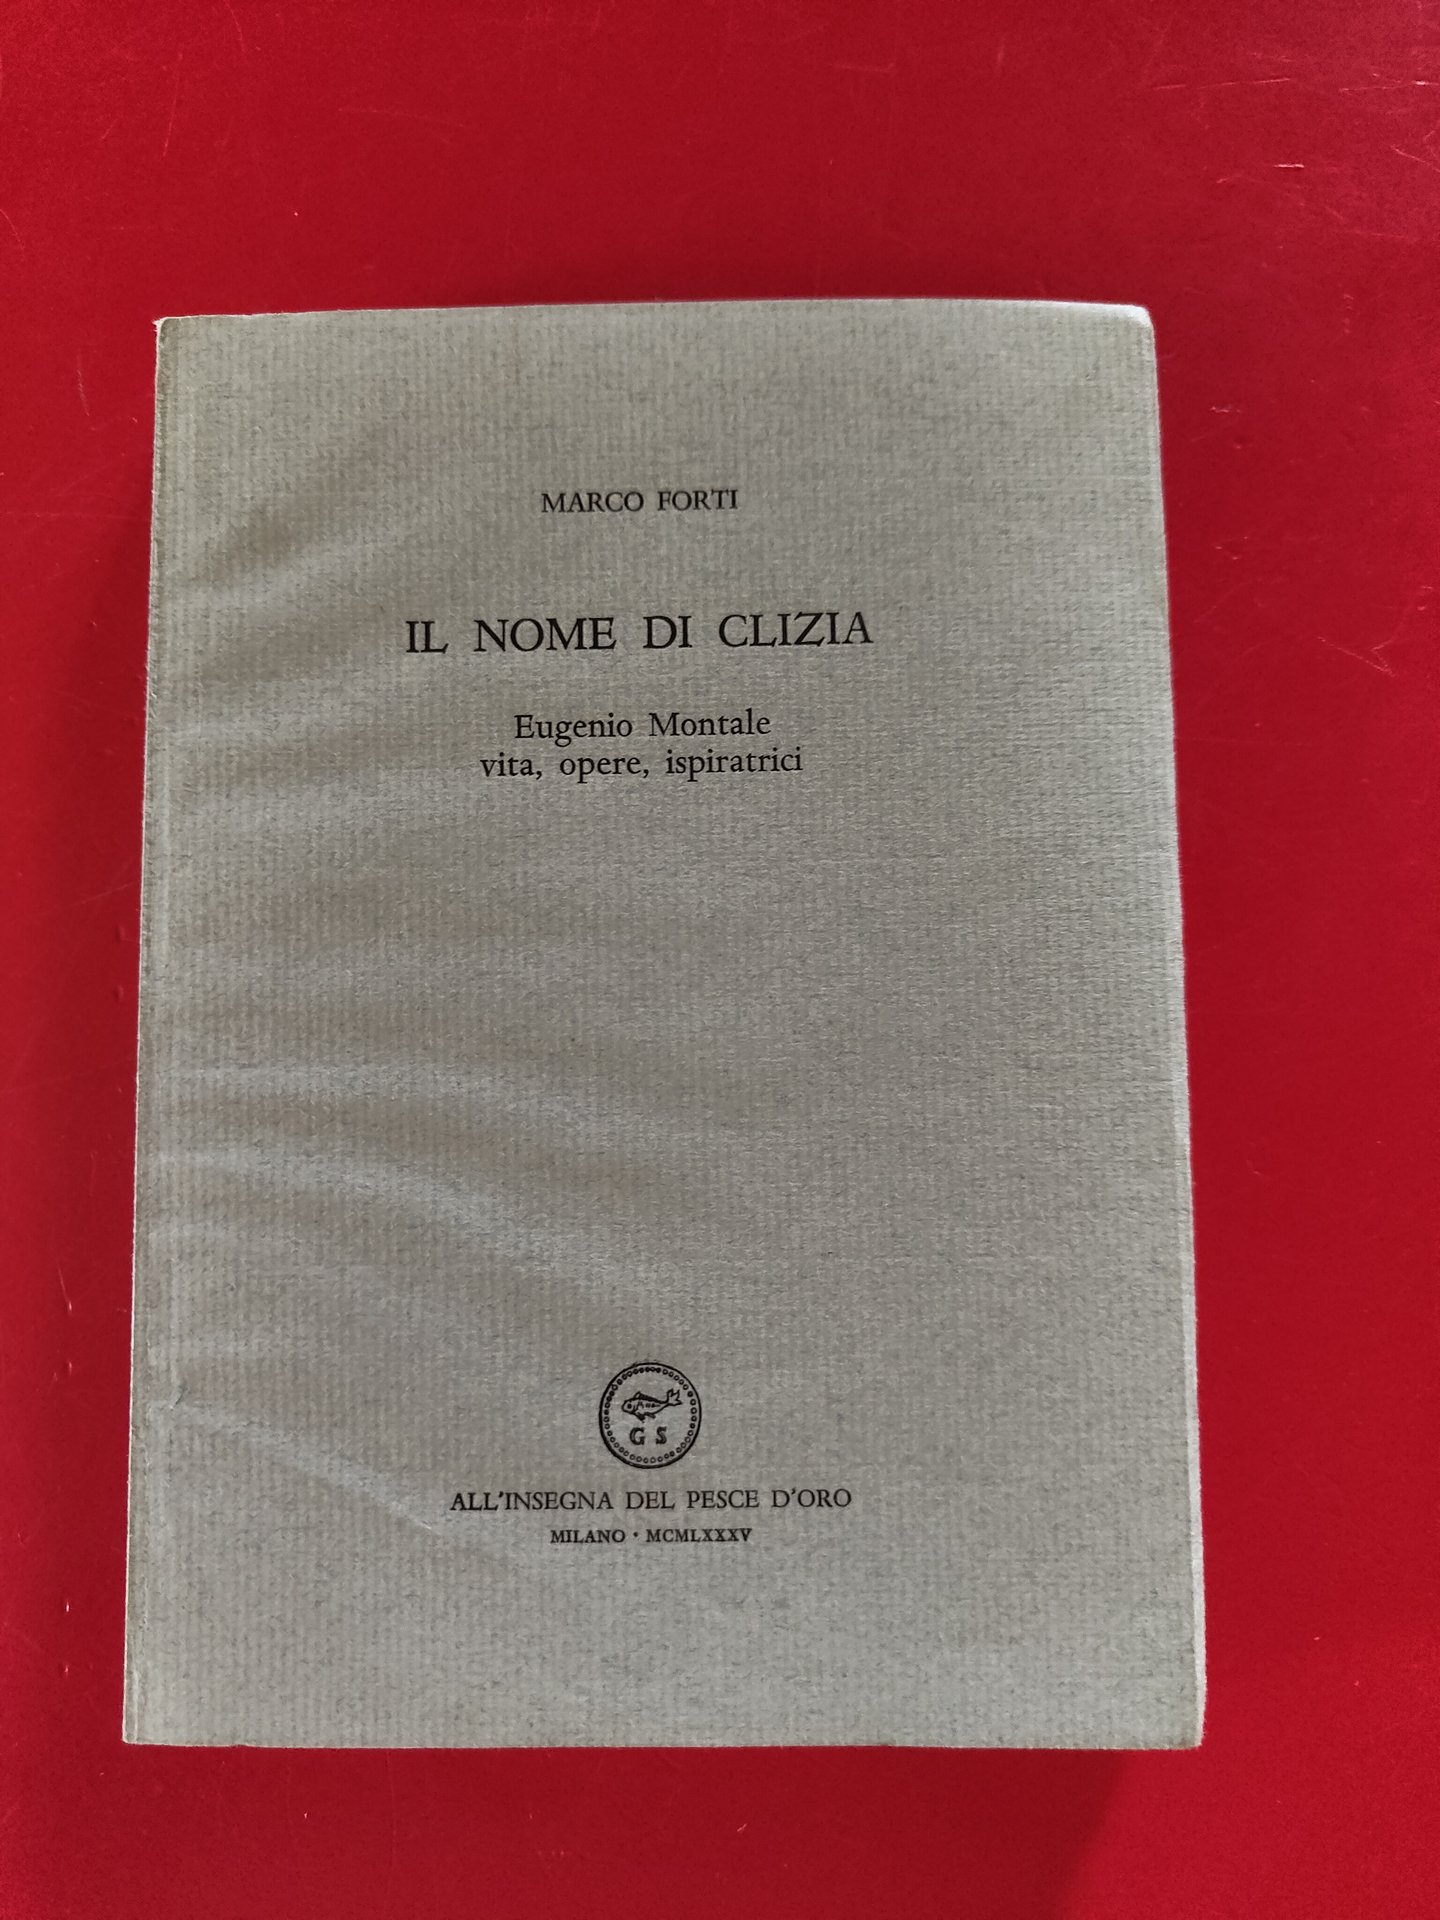 MARCO FORTI
IL NOME DI CLIZIA
Eugenio Montale
vita, opere, ispiratrici
G S
ALL'INSEGNA DEL PESCE D'ORO
MILANO · MCMLXXXV